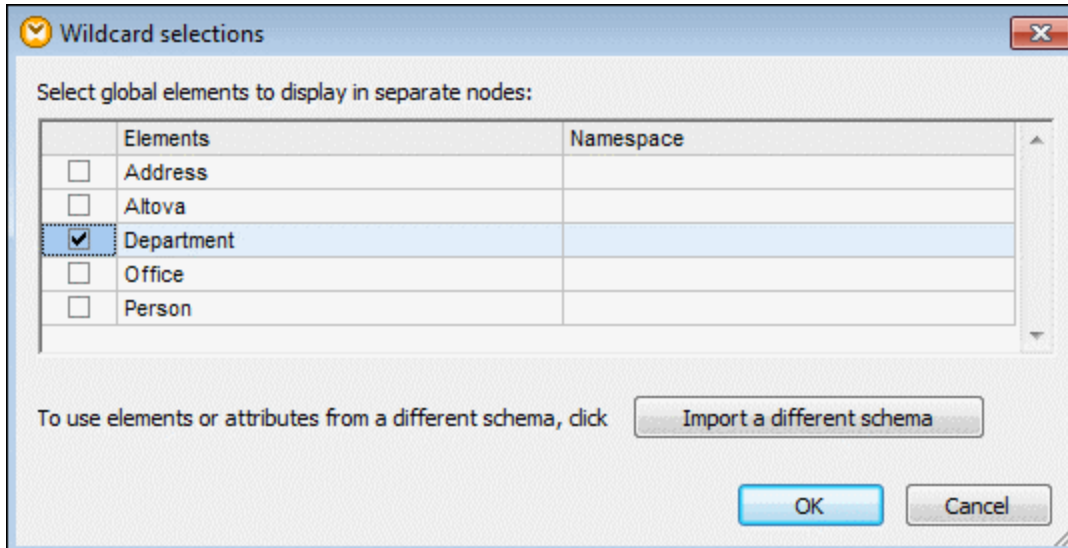 Wildcard selections
Select global elements to display in separate nodes:
Elements Namespace
Address
Altova
Department
Office
Person
To use elements or attributes from a different schema, click Import a different schema
OK Cancel